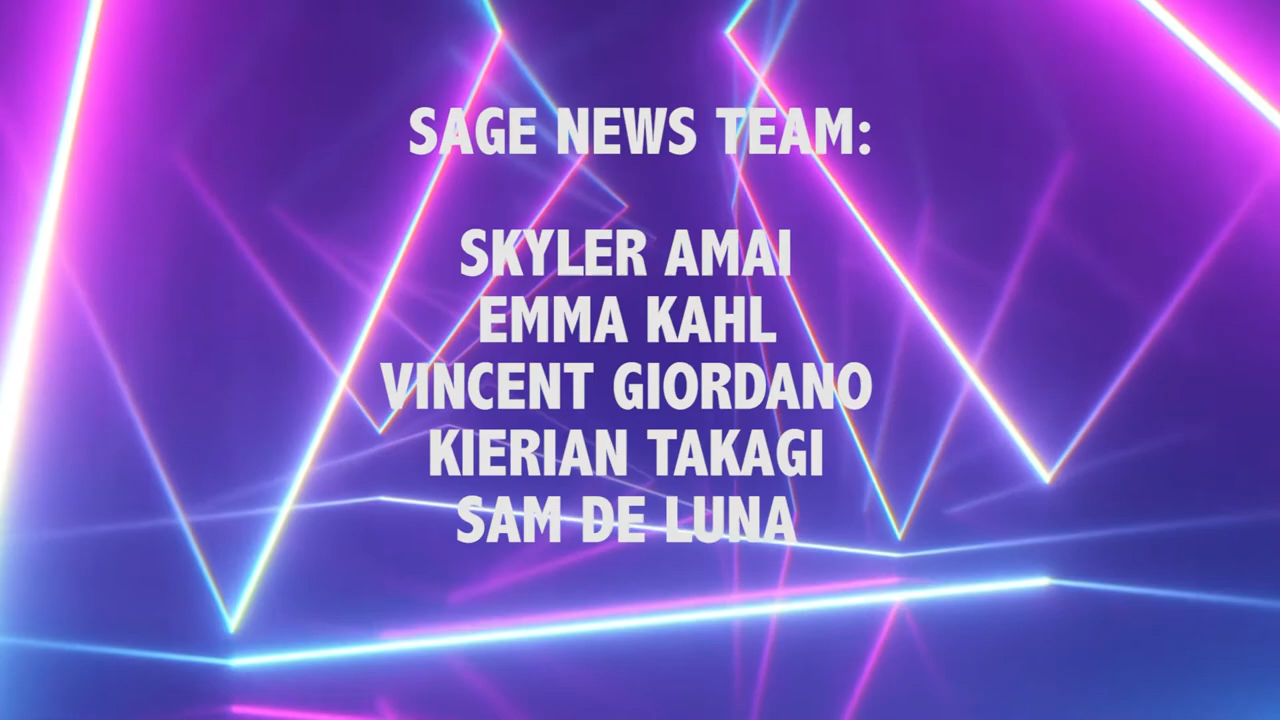 SAGE NEWS TEAM:
SKYLER AMAI
EMMA KAHL
VINCENT GIORDANO
KIERIAN TAKAGI
SAM DE LUNA